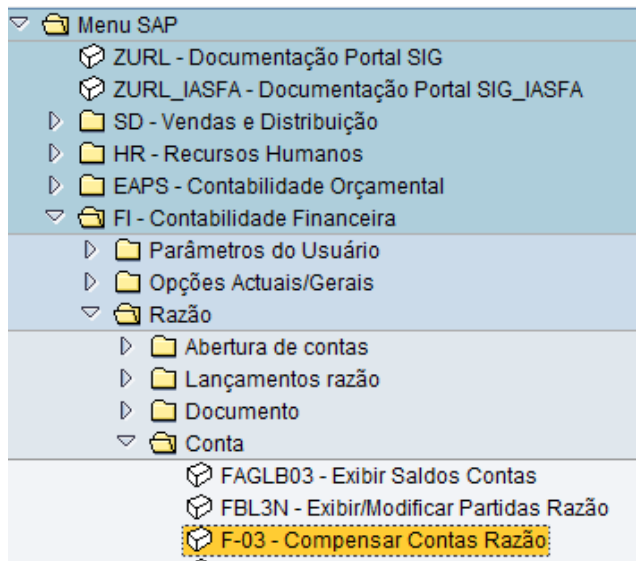 Menu SAP
ZURL - Documentação Portal SIG
ZURL_IASFA - Documentação Portal SIG_IASFA
SD - Vendas e Distribuição
HR - Recursos Humanos
EAPS - Contabilidade Orçamental
FI - Contabilidade Financeira
Parâmetros do Usuário
Opções Actuais/Gerais
Razão
Abertura de contas
Lançamentos razão
Documento
Conta
FAGLB03 - Exibir Saldos Contas
FBL3N - Exibir/Modificar Partidas Razão
F-03 - Compensar Contas Razão